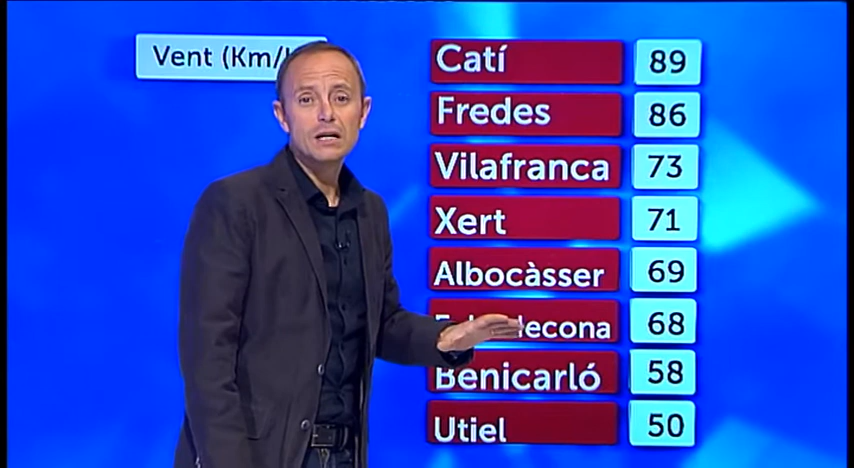 Vent (Km/
Catí 89
Fredes 86
Vilafranca 73
Xert 71
Albocàsser 69
68
Benicarló 58
Utiel 50